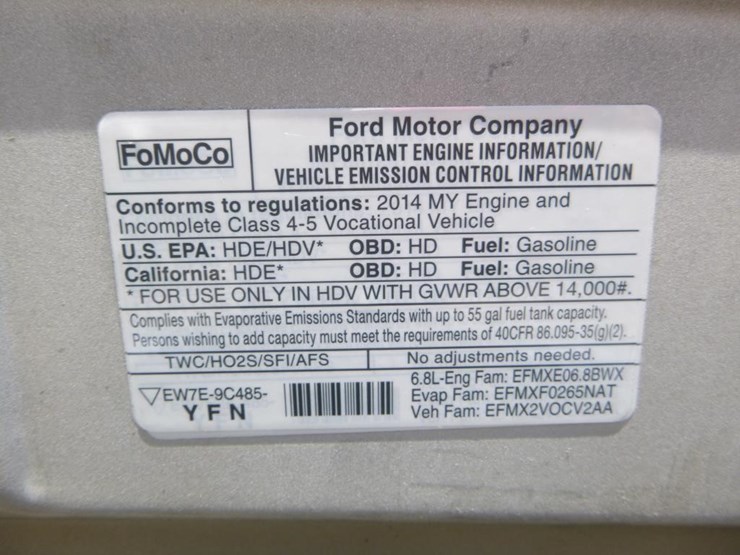 FoMoCo
Ford Motor Company
IMPORTANT ENGINE INFORMATION/
VEHICLE EMISSION CONTROL INFORMATION
Conforms to regulations: 2014 MY Engine and
Incomplete Class 4-5 Vocational Vehicle
U.S. EPA: HDE/HDV* OBD: HD Fuel: Gasoline
California: HDE* OBD: HD Fuel: Gasoline
* FOR USE ONLY IN HDV WITH GVWR ABOVE 14,000#.
Complies with Evaporative Emissions Standards with up to 55 gal fuel tank capacity.
Persons wishing to add capacity must meet the requirements of 40CFR 86.095-35(g)(2).
TWC/HO2S/SFI/AFS No adjustments needed.
EW7E-9C485-
YFN
6.8L-Eng Fam: EFMXE06.8BWX
Evap Fam: EFMXF0265NAT
Veh Fam: EFMX2VOCV2AA